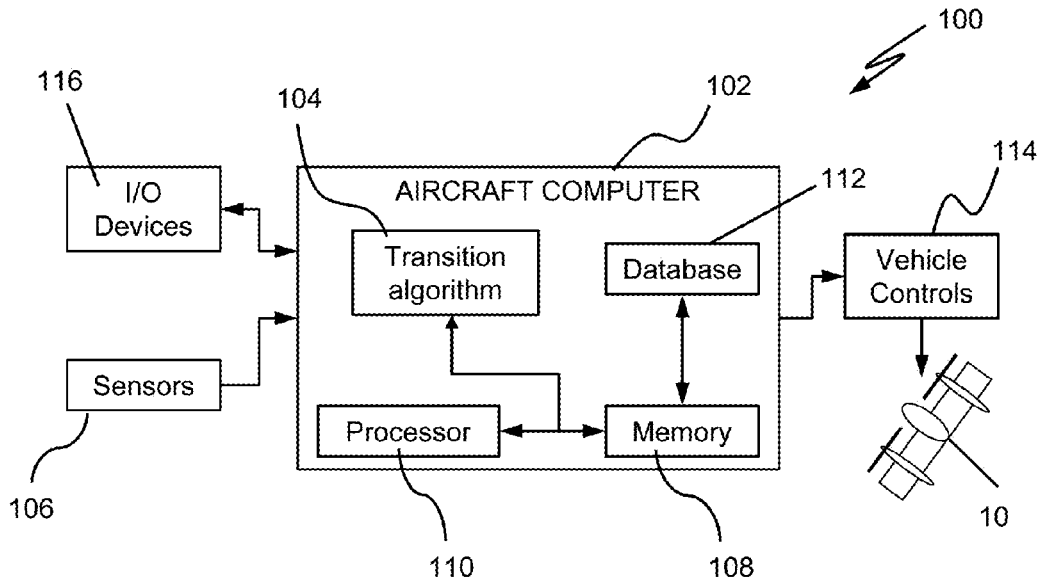 100
116
104
102
114
I/O
Devices
AIRCRAFT COMPUTER
112
Transition
algorithm
Database
Vehicle
Controls
Sensors
Processor
Memory
106
110
108
10